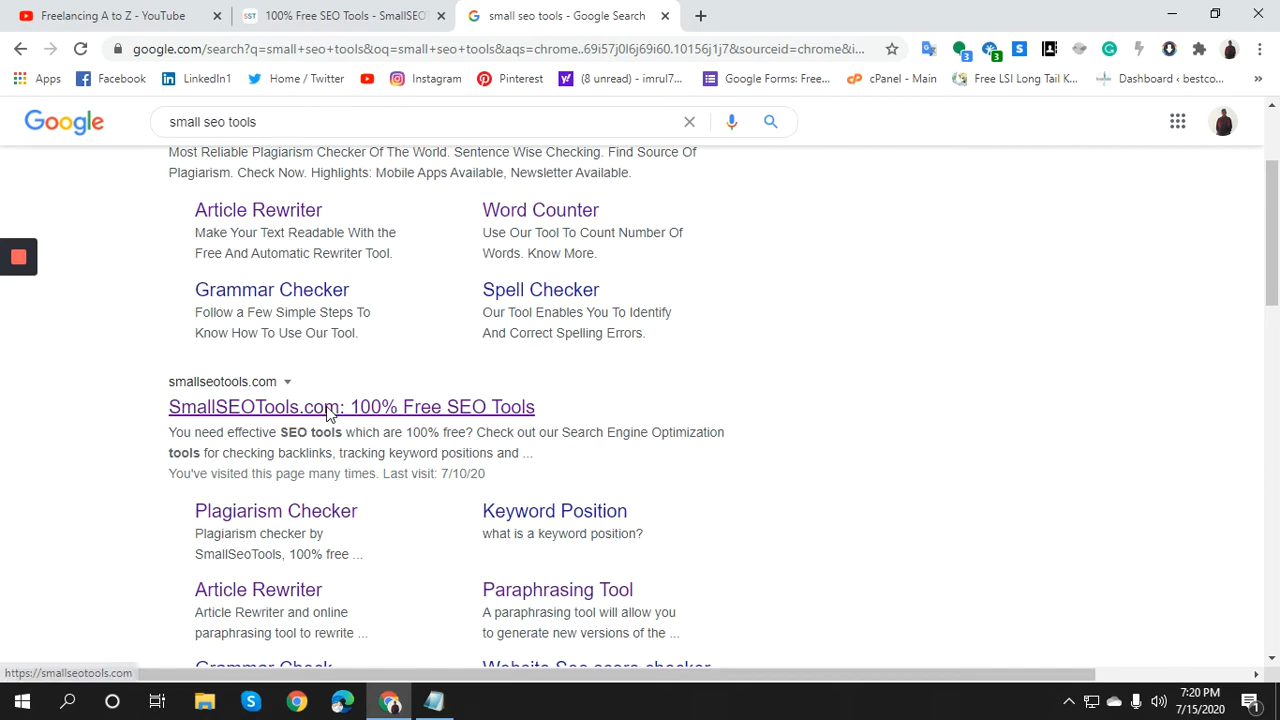 Freelancing A to Z - YouTube
100% Free SEO Tools - SmallSEO
small seo tools - Google Search
google.com/search?q=small+seo+tools&oq=small+seo+tools&aqs=chrome..69i57j0l6j69i60.10156j1j7&sourceid=chrome&i...
Apps
Facebook
LinkedIn1
Home / Twitter
Instagram
Pinterest
(8 unread) - imrul7...
Google Forms: Free...
cPanel - Main
Free LSI Long Tail K...
Dashboard ‹ bestco...
Google
small seo tools
Most Reliable Plagiarism Checker Of The World. Sentence Wise Checking. Find Source Of
Plagiarism. Check Now. Highlights: Mobile Apps Available, Newsletter Available.
Article Rewriter
Make Your Text Readable With the
Free And Automatic Rewriter Tool.
Word Counter
Use Our Tool To Count Number Of
Words. Know More.
Grammar Checker
Follow a Few Simple Steps To
Know How To Use Our Tool.
Spell Checker
Our Tool Enables You To Identify
And Correct Spelling Errors.
smallseotools.com
SmallSEOTools.com: 100% Free SEO Tools
You need effective SEO tools which are 100% free? Check out our Search Engine Optimization
tools for checking backlinks, tracking keyword positions and ...
You've visited this page many times. Last visit: 7/10/20
Plagiarism Checker
Plagiarism checker by
SmallSeoTools, 100% free ...
Keyword Position
what is a keyword position?
Article Rewriter
Article Rewriter and online
paraphrasing tool to rewrite ...
Paraphrasing Tool
A paraphrasing tool will allow you
to generate new versions of the ...
Grammar Check
Website Seo score checker
https://smallseotools.com
7:20 PM
7/15/2020